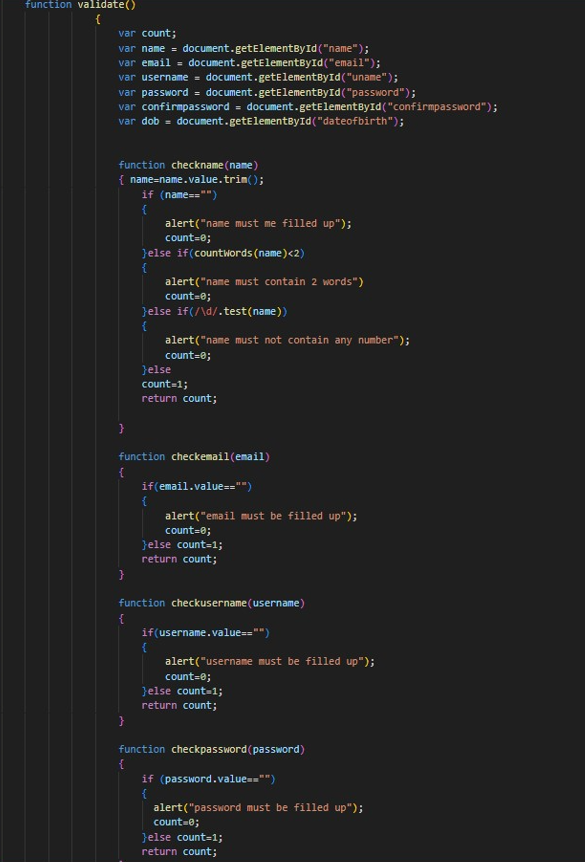 function validate()
{
var count;
var name = document.getElementById("name");
var email = document.getElementById("email");
var username = document.getElementById("uname");
var password = document.getElementById("password");
var confirmpassword = document.getElementById("confirmpassword");
var dob = document.getElementById("dateofbirth");
function checkname(name)
{ name=name.value.trim();
if (name=="")
{
alert("name must me filled up");
count=0;
}else if(countWords(name)<2)
{
alert("name must contain 2 words")
count=0;
}else if(/\d/.test(name))
{
alert("name must not contain any number");
count=0;
}else
count=1;
return count;
}
function checkemail(email)
{
if(email.value=="")
{
alert("email must be filled up");
count=0;
}else count=1;
return count;
}
function checkusername(username)
{
if(username.value=="")
{
alert("username must be filled up");
count=0;
}else count=1;
return count;
}
function checkpassword(password)
{
if (password.value=="")
{
alert("password must be filled up");
count=0;
}else count=1;
return count;